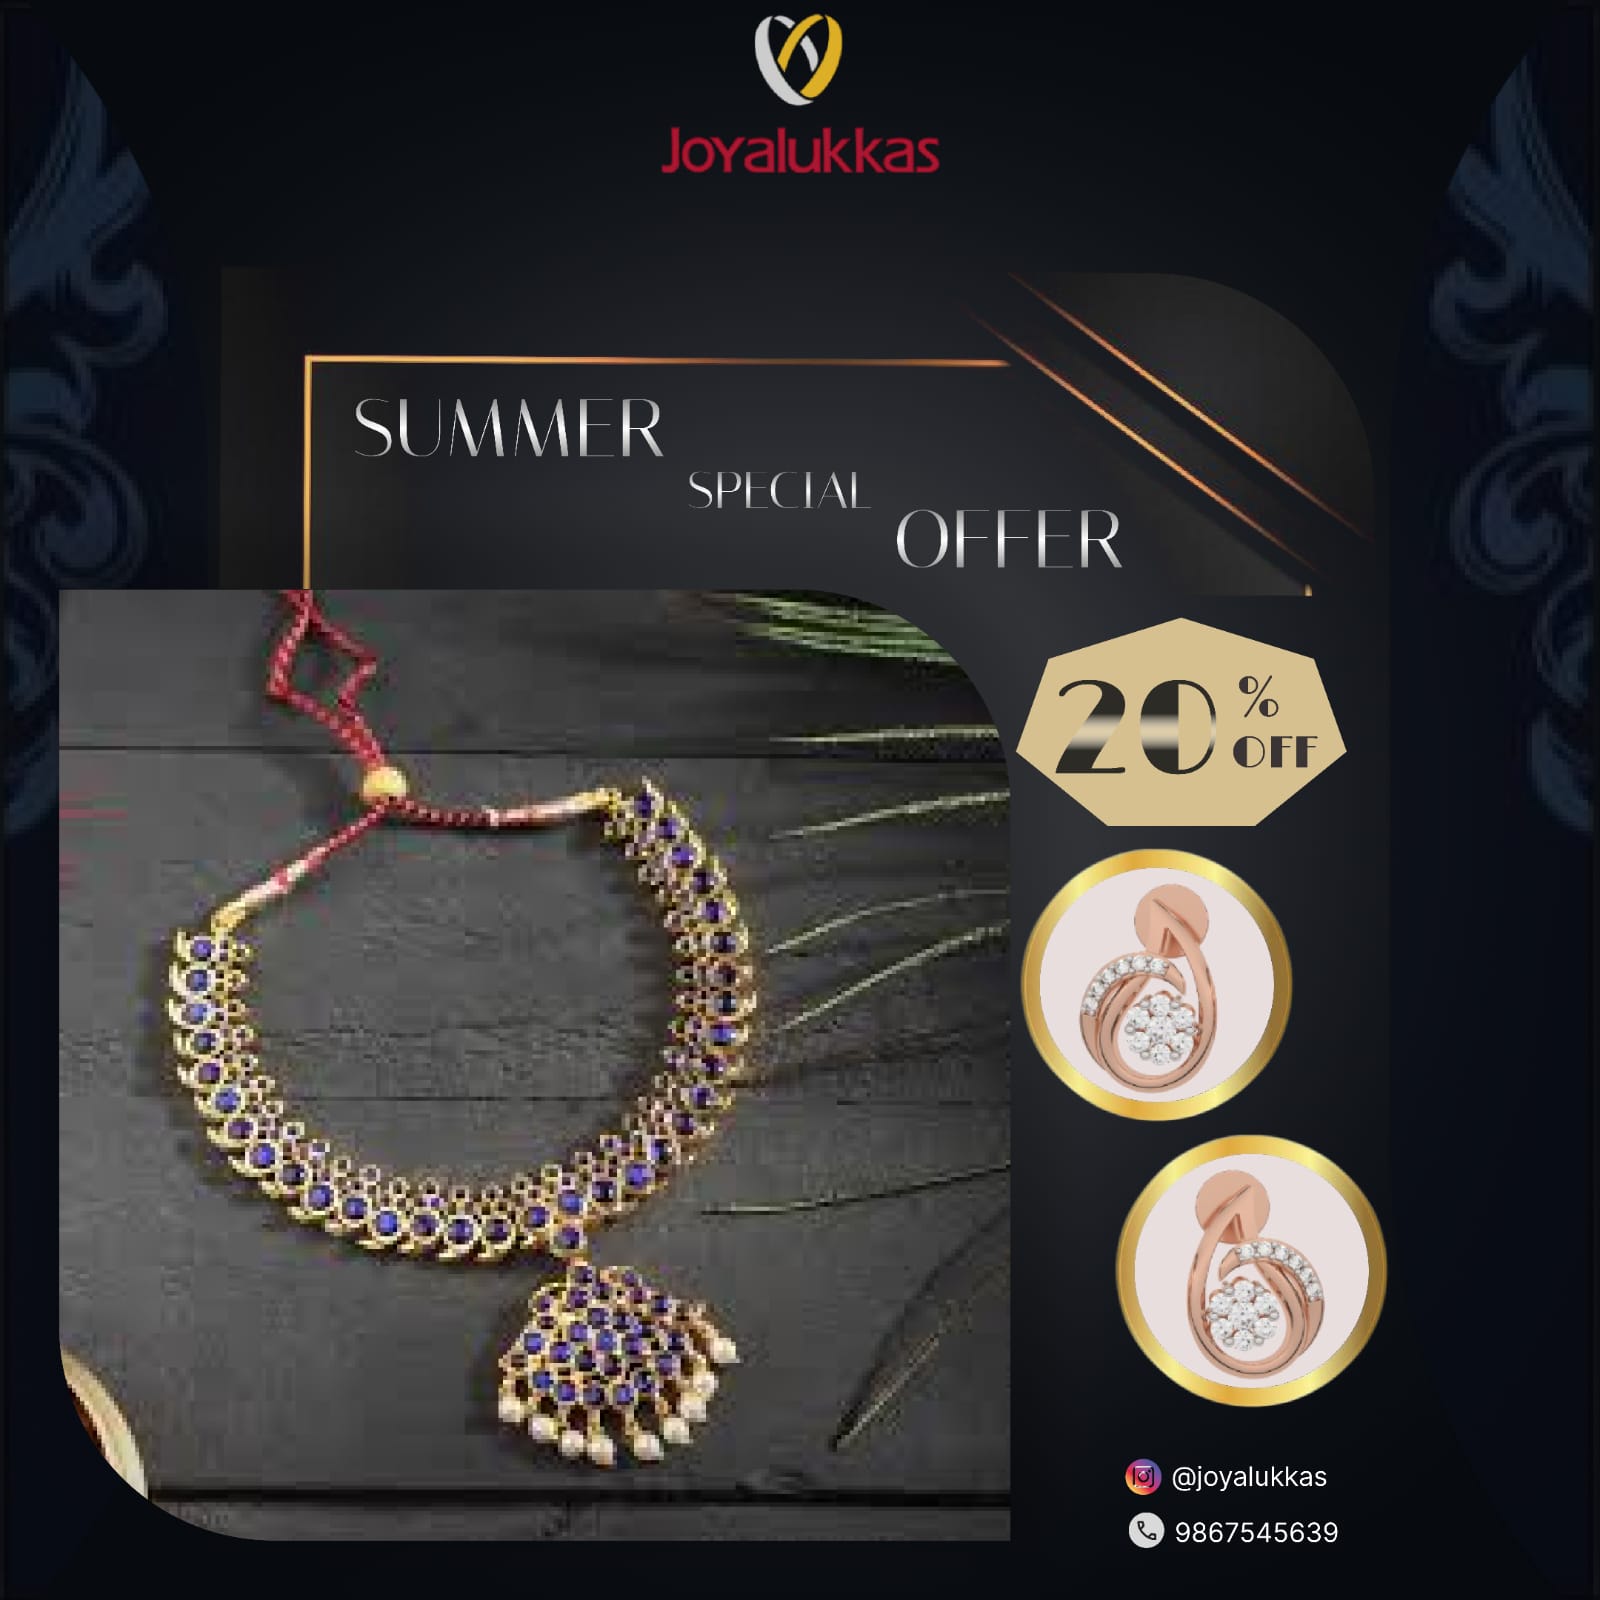 Joyalukkas
SUMMER
SPECIAL
OFFER
20 % OFF
@joyalukkas
9867545639